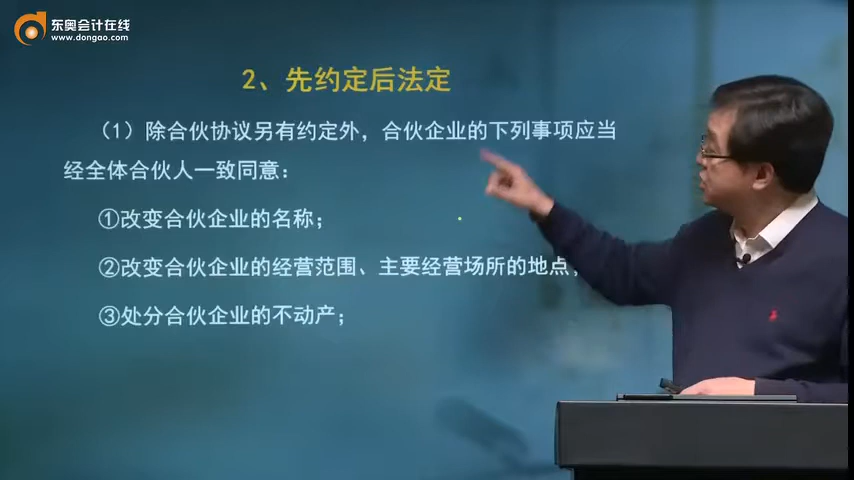 东奥会计在线
www.dongao.com
2、先约定后法定
（1）除合伙协议另有约定外，合伙企业的下列事项应当
经全体合伙人一致同意：
①改变合伙企业的名称；
②改变合伙企业的经营范围、主要经营场所的地点；
③处分合伙企业的不动产；